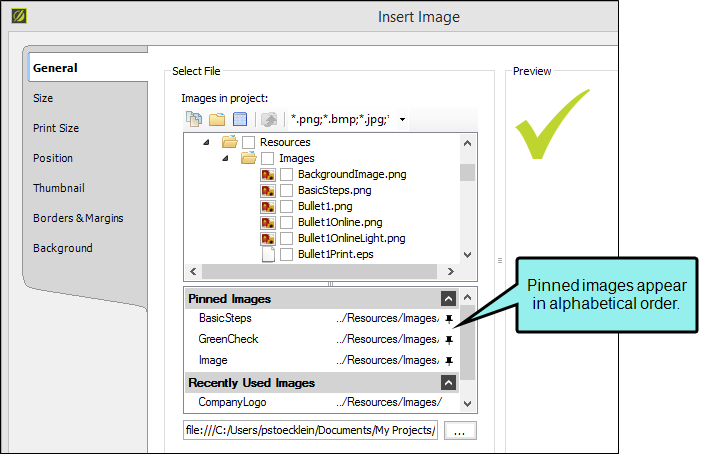 Insert Image
General
Size
Print Size
Position
Thumbnail
Borders & Margins
Background
Select File
Images in project:
*.png;*.bmp;*.jpg;*
Resources
Images
BackgroundImage.png
BasicSteps.png
Bullet1.png
Bullet1Online.png
Bullet1OnlineLight.png
Bullet1Print.eps
Pinned Images
BasicSteps ../Resources/Images/
GreenCheck ../Resources/Images/
Image ../Resources/Images/
Recently Used Images
CompanyLogo ../Resources/Images/
file:///C:/Users/pstoecklein/Documents/My Projects/ ...
Preview
Pinned images appear
in alphabetical order.